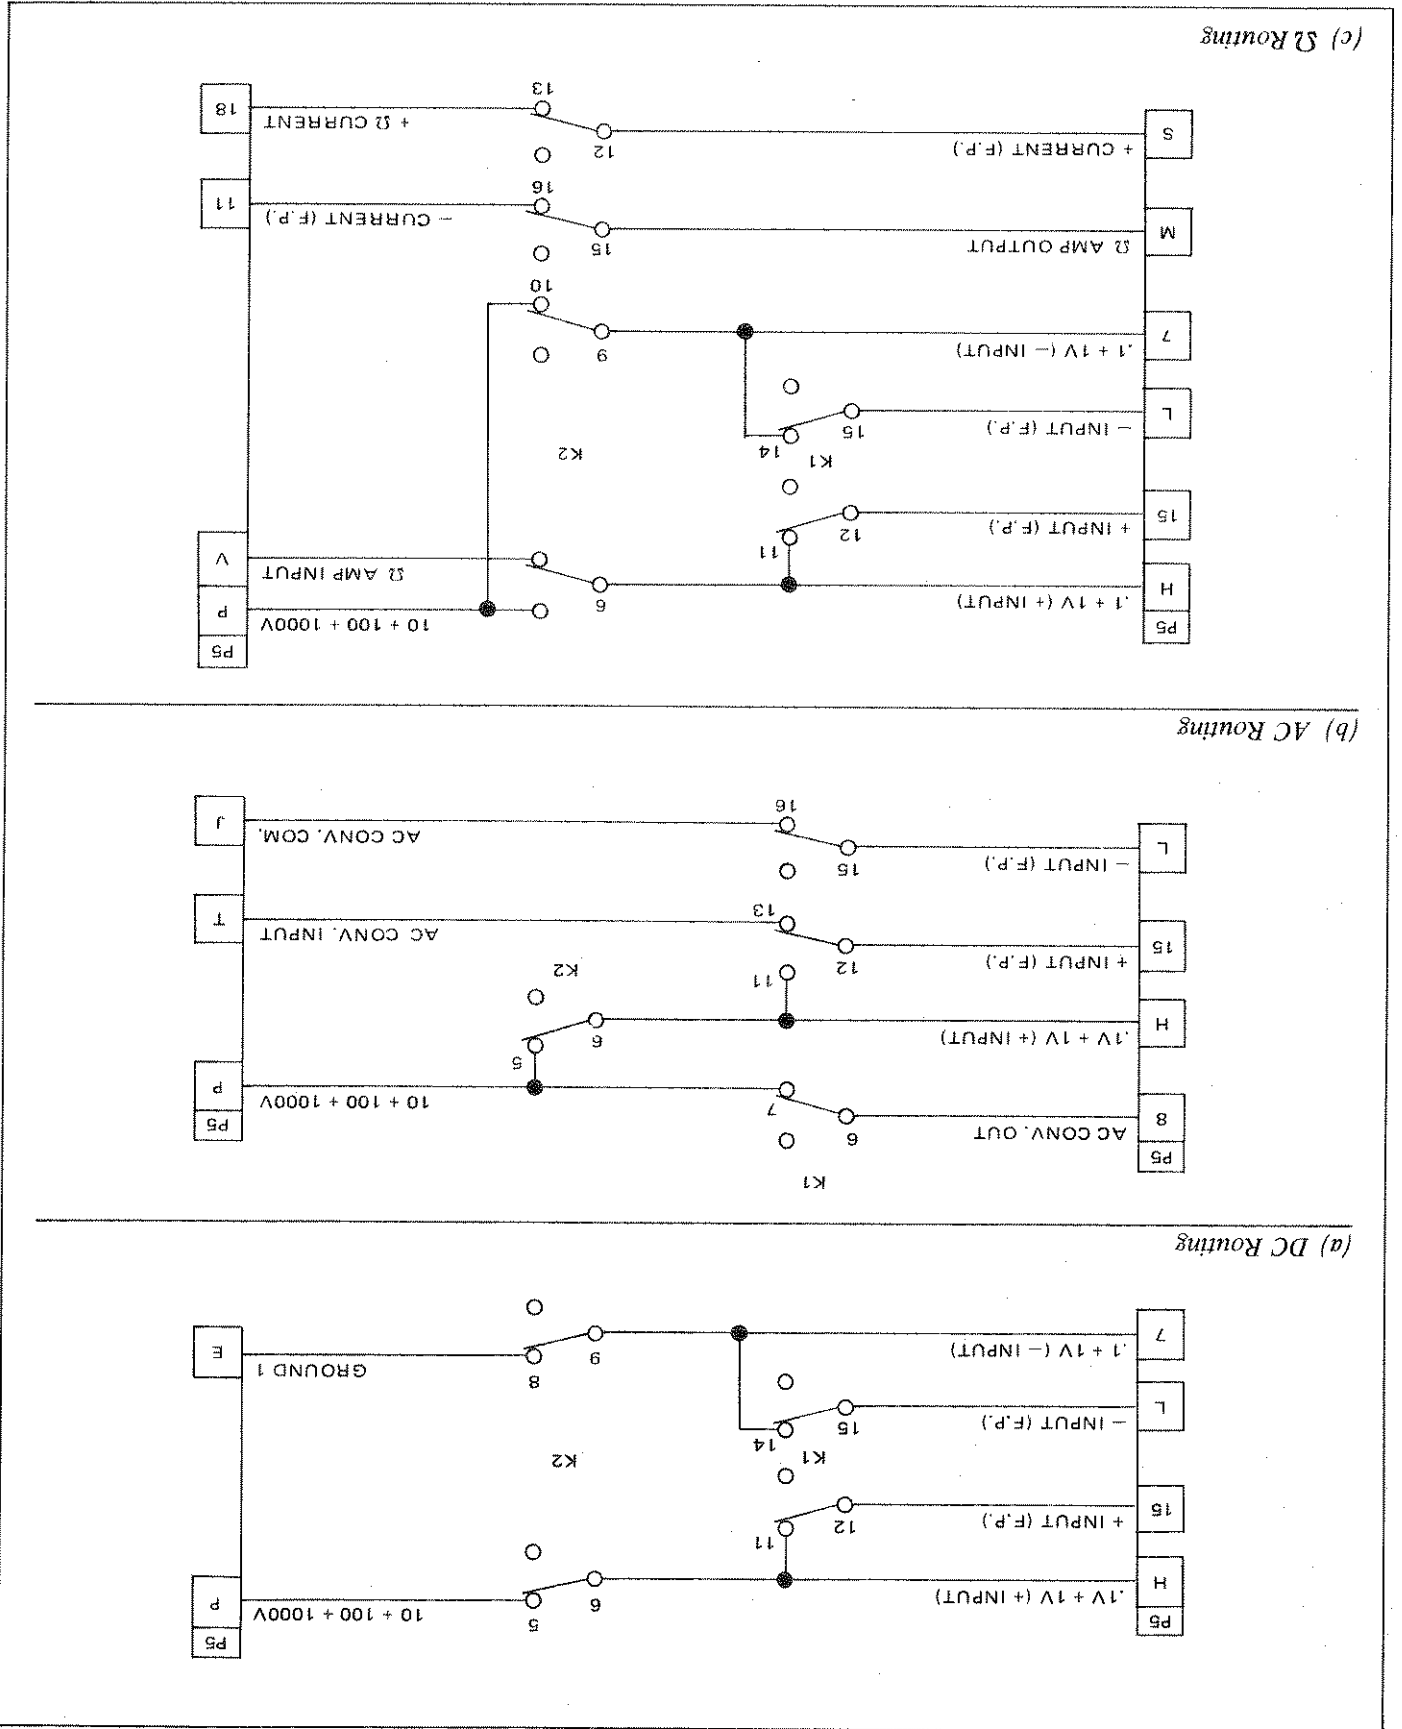 P5 P5
H .1V + 1V (+ INPUT) 6 5 10 + 100 + 1000V P
11
15 + INPUT (F.P.) 12
K1 K2
14
L − INPUT (F.P.) 15
7 .1 + 1V (− INPUT) 9 8 GROUND 1 E
(a) DC Routing
K1
P5 P5
8 AC CONV. OUT 6 7 10 + 100 + 1000V P
5
H .1V + 1V (+ INPUT) 6
11 K2
15 + INPUT (F.P.) 12 13 AC CONV. INPUT T
L − INPUT (F.P.) 15 16 AC CONV. COM. J
(b) AC Routing
P5 P5
10 + 100 + 1000V P
H .1 + 1V (+ INPUT) 6 Ω AMP INPUT V
11
15 + INPUT (F.P.) 12
K1 K2
14
L − INPUT (F.P.) 15
7 .1 + 1V (− INPUT) 9 10
M Ω AMP OUTPUT 15 16 − CURRENT (F.P.) 11
S + CURRENT (F.P.) 12 13 + Ω CURRENT 18
(c) Ω Routing